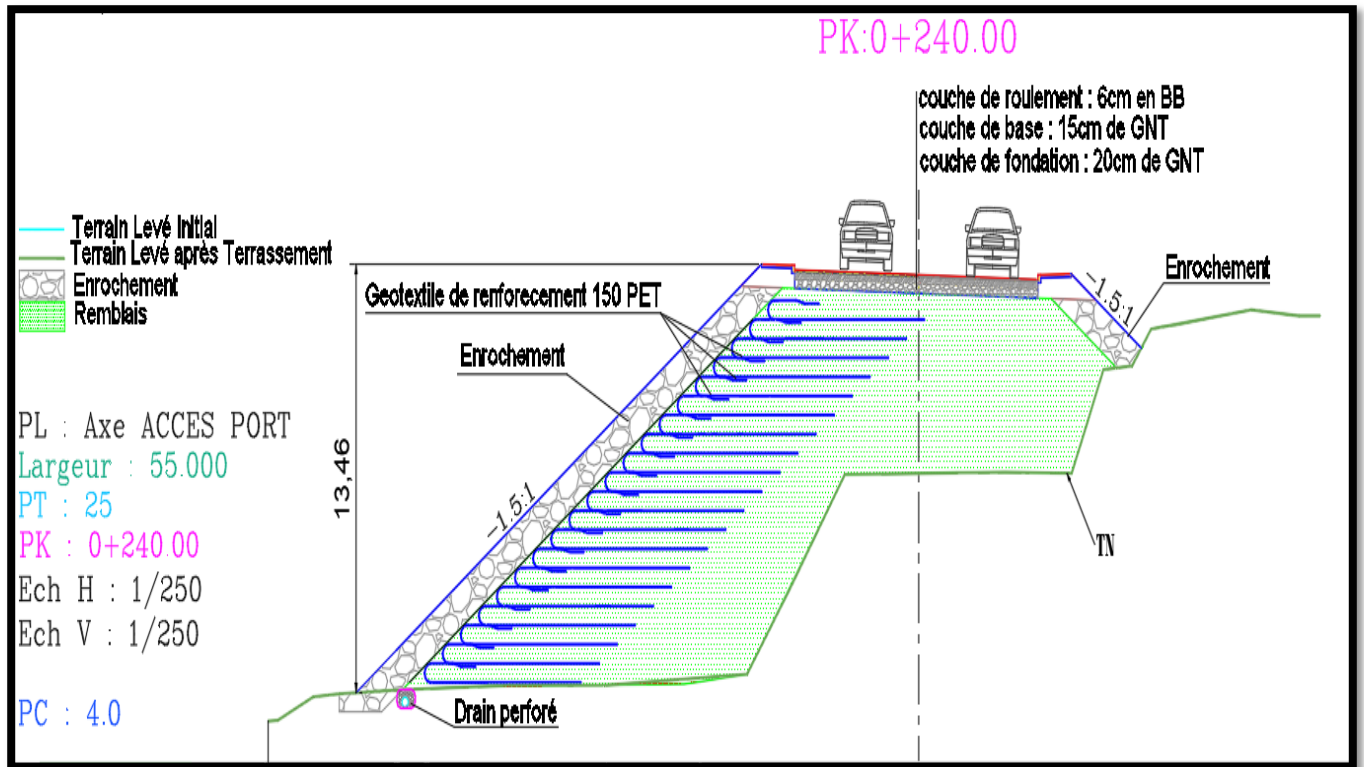 PK:0+240.00
couche de roulement : 6cm en BB
couche de base : 15cm de GNT
couche de fondation : 20cm de GNT
Terrain Levé Initial
Terrain Levé après Terrassement
Enrochement
Remblais
Geotextile de renforecement 150 PET
Enrochement
Enrochement
-1.5:1
-1.5:1
13,46
TN
Drain perforé
PL : Axe ACCES PORT
Largeur : 55.000
PT : 25
PK : 0+240.00
Ech H : 1/250
Ech V : 1/250
PC : 4.0